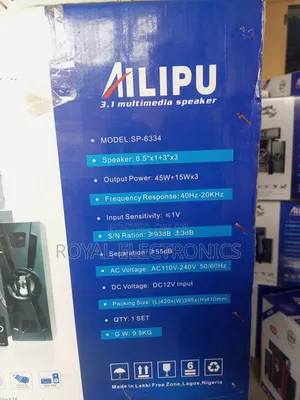 AILIPU
3.1 multimedia speaker
MODEL:SP-6334
Speaker: 6.5"x1+3"x3
Output Power: 45W+15Wx3
Frequency Response: 40Hz-20KHz
Input Sensitivity: ≤1V
S/N Ration: ≥93dB ±3dB
Separation: ≥55dB
ROYAL ELECTRONICS
AC Voltage: AC110V-240V 50/60Hz
DC Voltage: DC12V Input
Packing Size: (L)420x(W)395x(H)410mm
QTY: 1 SET
G.W: 9.5KG
6
Made in Lekki Free Zone,Lagos,Nigeria